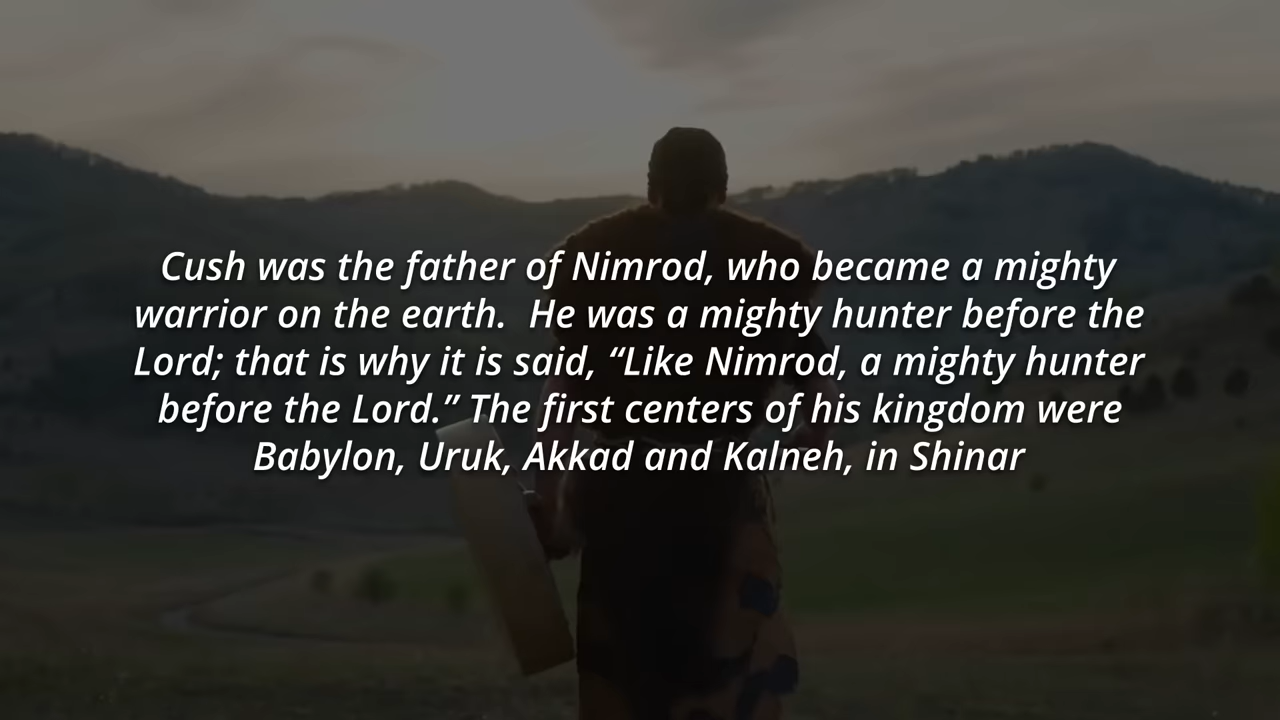 Cush was the father of Nimrod, who became a mighty
warrior on the earth.  He was a mighty hunter before the
Lord; that is why it is said, “Like Nimrod, a mighty hunter
before the Lord.” The first centers of his kingdom were
Babylon, Uruk, Akkad and Kalneh, in Shinar